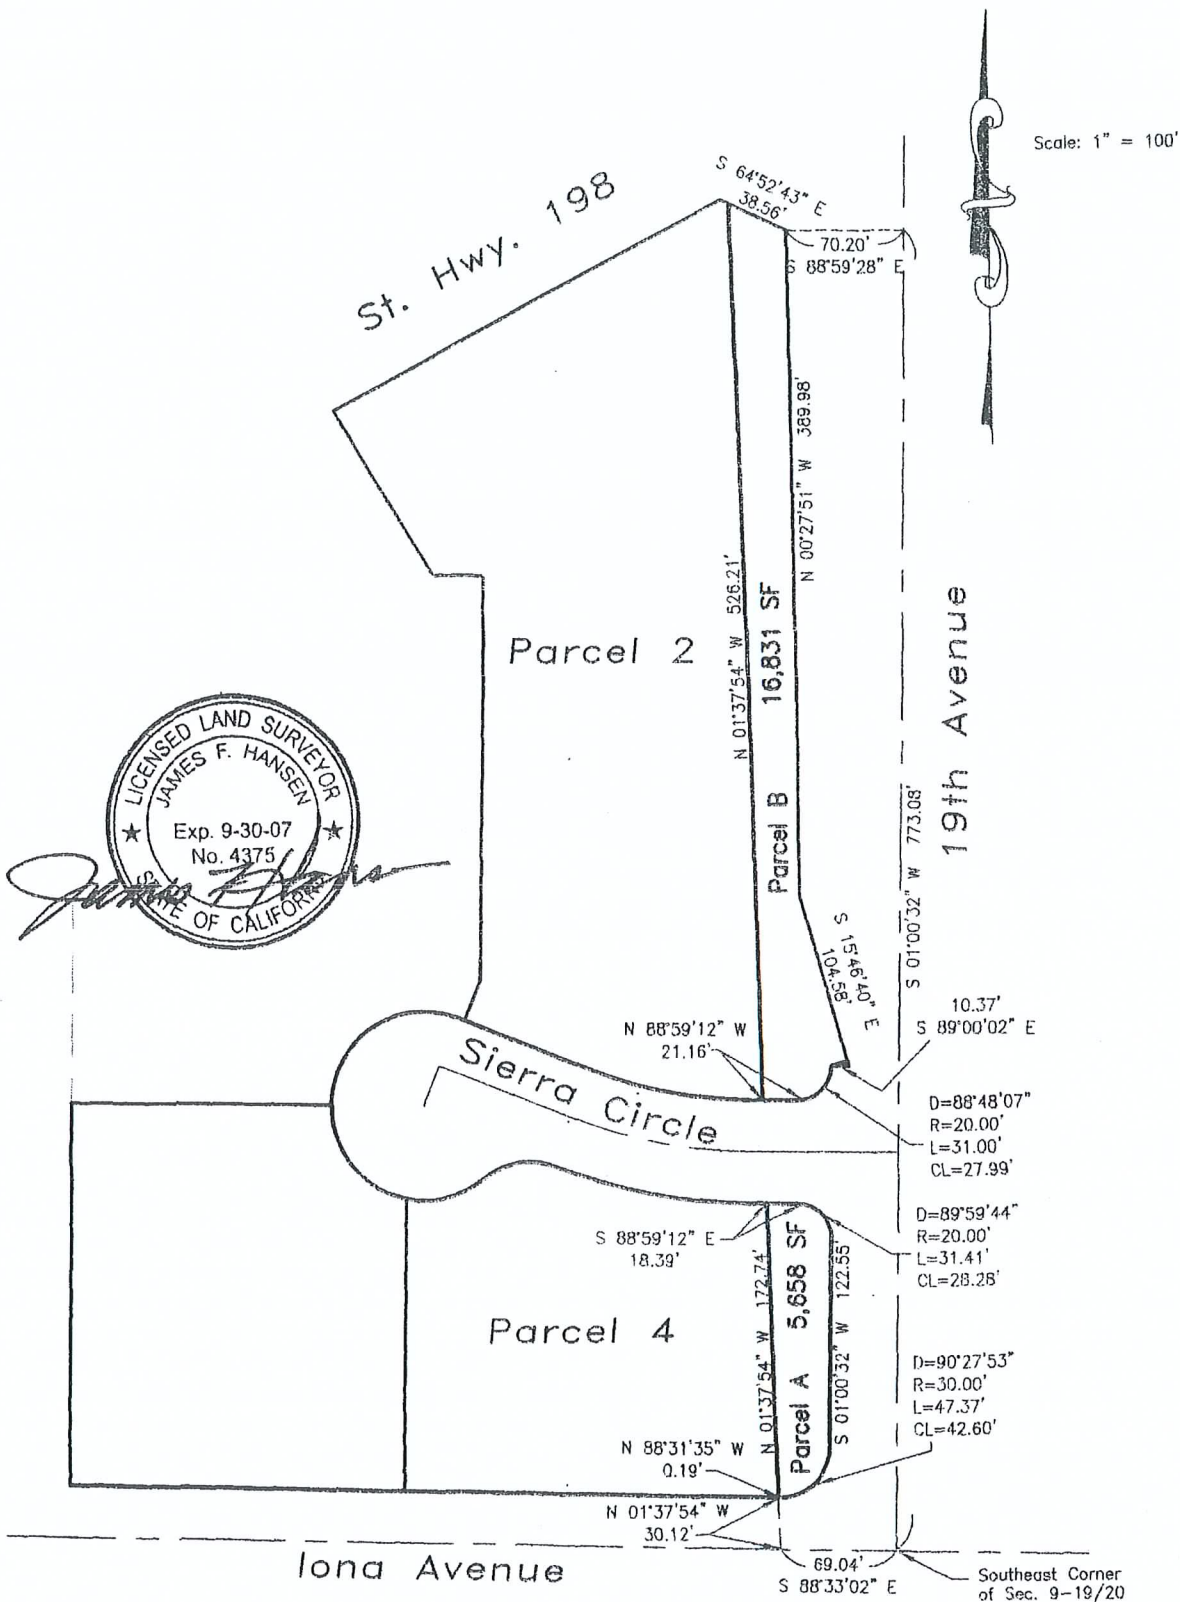 Scale: 1" = 100'
S 64°52'43" E
38.56'
St. Hwy. 198
70.20'
S 88°59'28" E
N 00°27'51" W 389.98'
N 01°37'54" W 526.21'
Parcel B 16,831 SF
Parcel 2
19th Avenue
S 01°00'32" W 773.08'
LICENSED LAND SURVEYOR
JAMES F. HANSEN
Exp. 9-30-07
No. 4375
STATE OF CALIFORNIA
S 15°46'40" E
104.58'
10.37'
S 89°00'02" E
N 88°59'12" W
21.16'
Sierra Circle
D=88°48'07"
R=20.00'
L=31.00'
CL=27.99'
D=89°59'44"
R=20.00'
L=31.41'
CL=28.28'
S 88°59'12" E
18.39'
N 01°37'54" W 172.74'
Parcel A 5,658 SF
S 01°00'32" W 122.55'
Parcel 4
D=90°27'53"
R=30.00'
L=47.37'
CL=42.60'
N 88°31'35" W
0.19'
N 01°37'54" W
30.12'
Iona Avenue
69.04'
S 88°33'02" E
Southeast Corner
of Sec. 9-19/20